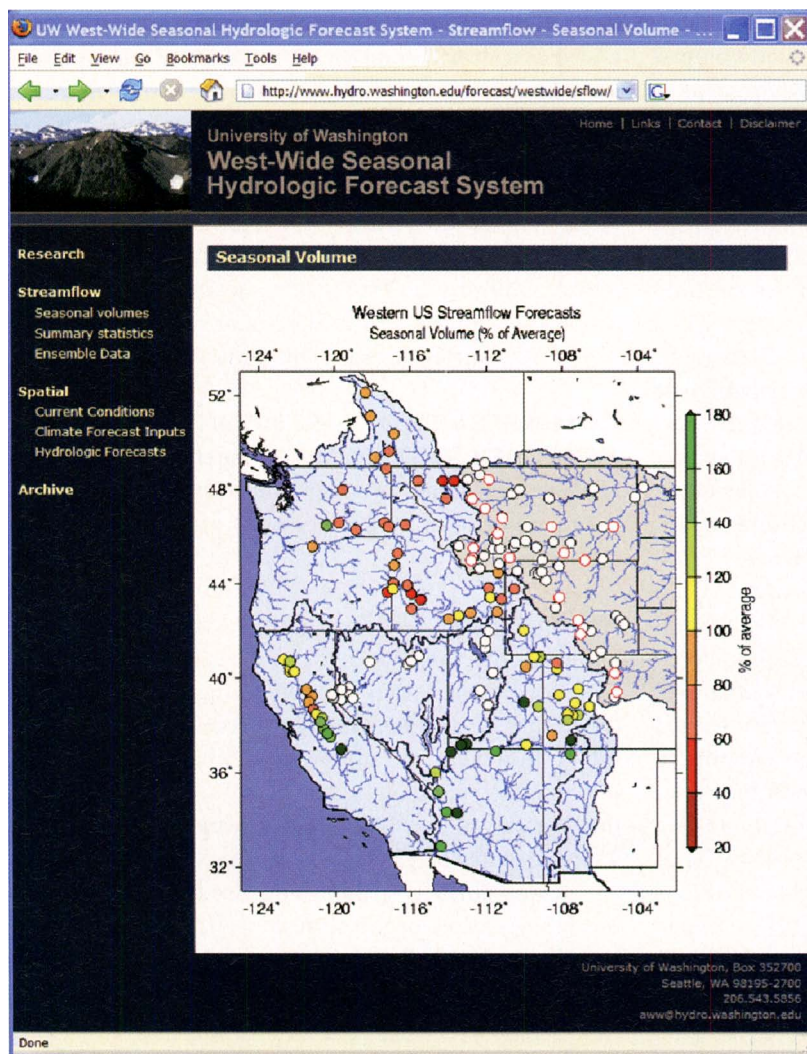 UW West-Wide Seasonal Hydrologic Forecast System - Streamflow - Seasonal Volume - ...
File Edit View Go Bookmarks Tools Help
http://www.hydro.washington.edu/forecast/westwide/sflow/
G
Home | Links | Contact | Disclaimer
University of Washington
West-Wide Seasonal
Hydrologic Forecast System
Research
Streamflow
Seasonal volumes
Summary statistics
Ensemble Data
Spatial
Current Conditions
Climate Forecast Inputs
Hydrologic Forecasts
Archive
Seasonal Volume
Western US Streamflow Forecasts
Seasonal Volume (% of Average)
-124° -120° -116° -112° -108° -104°
52°
48°
44°
40°
36°
32°
-124° -120° -116° -112° -108° -104°
180
160
140
120
100
80
60
40
20
% of average
University of Washington, Box 352700
Seattle, WA 98195-2700
206.543.5856
aww@hydro.washington.edu
Done